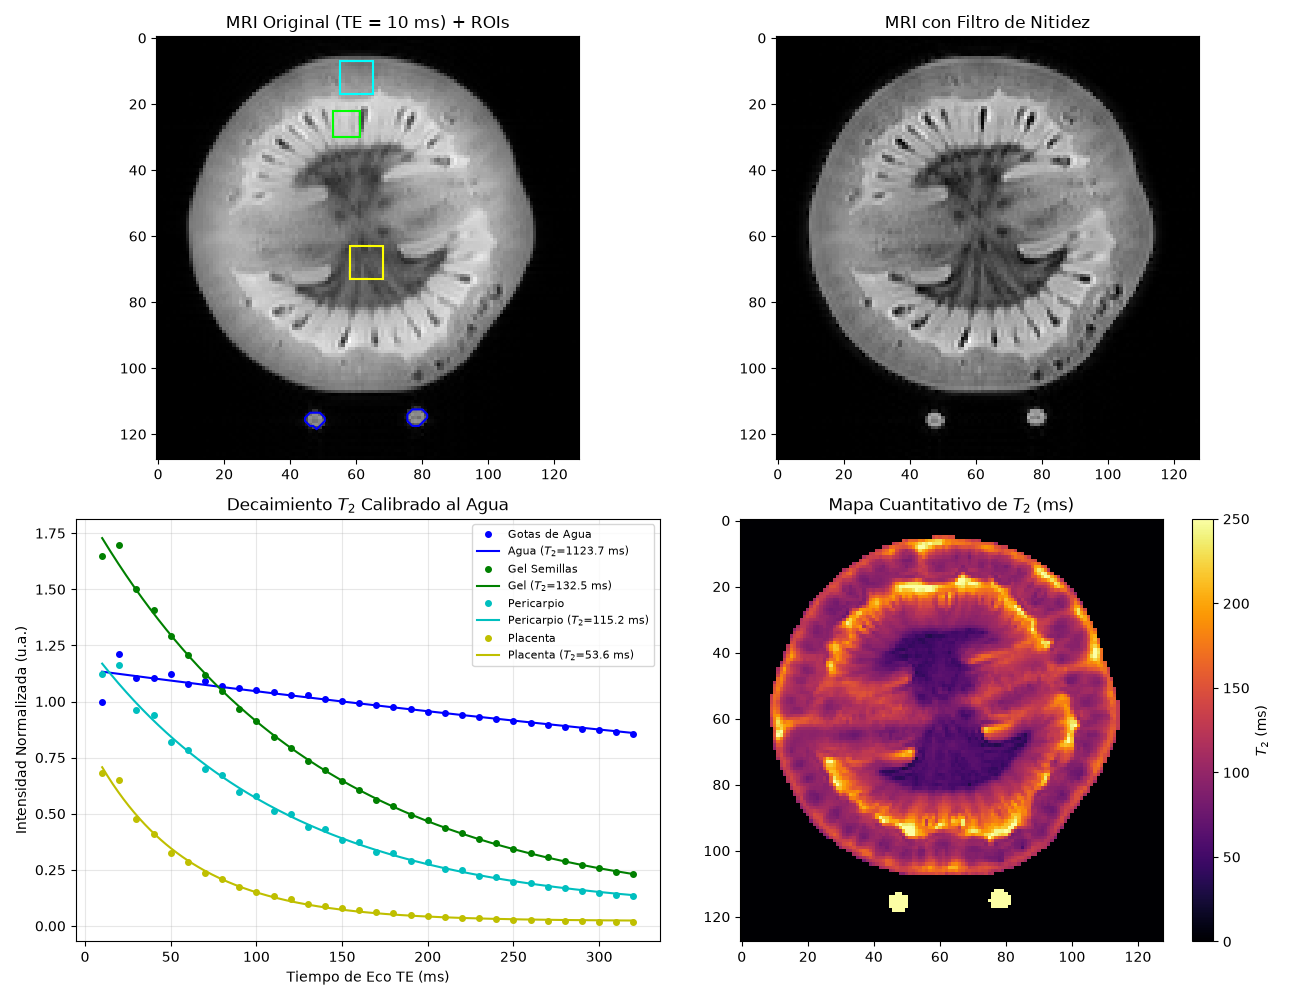 MRI Original (TE = 10 ms) + ROIs
0
20
40
60
80
100
120
0 20 40 60 80 100 120
MRI con Filtro de Nitidez
0
20
40
60
80
100
120
0 20 40 60 80 100 120
Decaimiento T2 Calibrado al Agua
Intensidad Normalizada (u.a.)
1.75
1.50
1.25
1.00
0.75
0.50
0.25
0.00
Gotas de Agua
Agua (T2=1123.7 ms)
Gel Semillas
Gel (T2=132.5 ms)
Pericarpio
Pericarpio (T2=115.2 ms)
Placenta
Placenta (T2=53.6 ms)
0 50 100 150 200 250 300
Tiempo de Eco TE (ms)
Mapa Cuantitativo de T2 (ms)
0
20
40
60
80
100
120
0 20 40 60 80 100 120
250
200
150
100
50
0
T2 (ms)